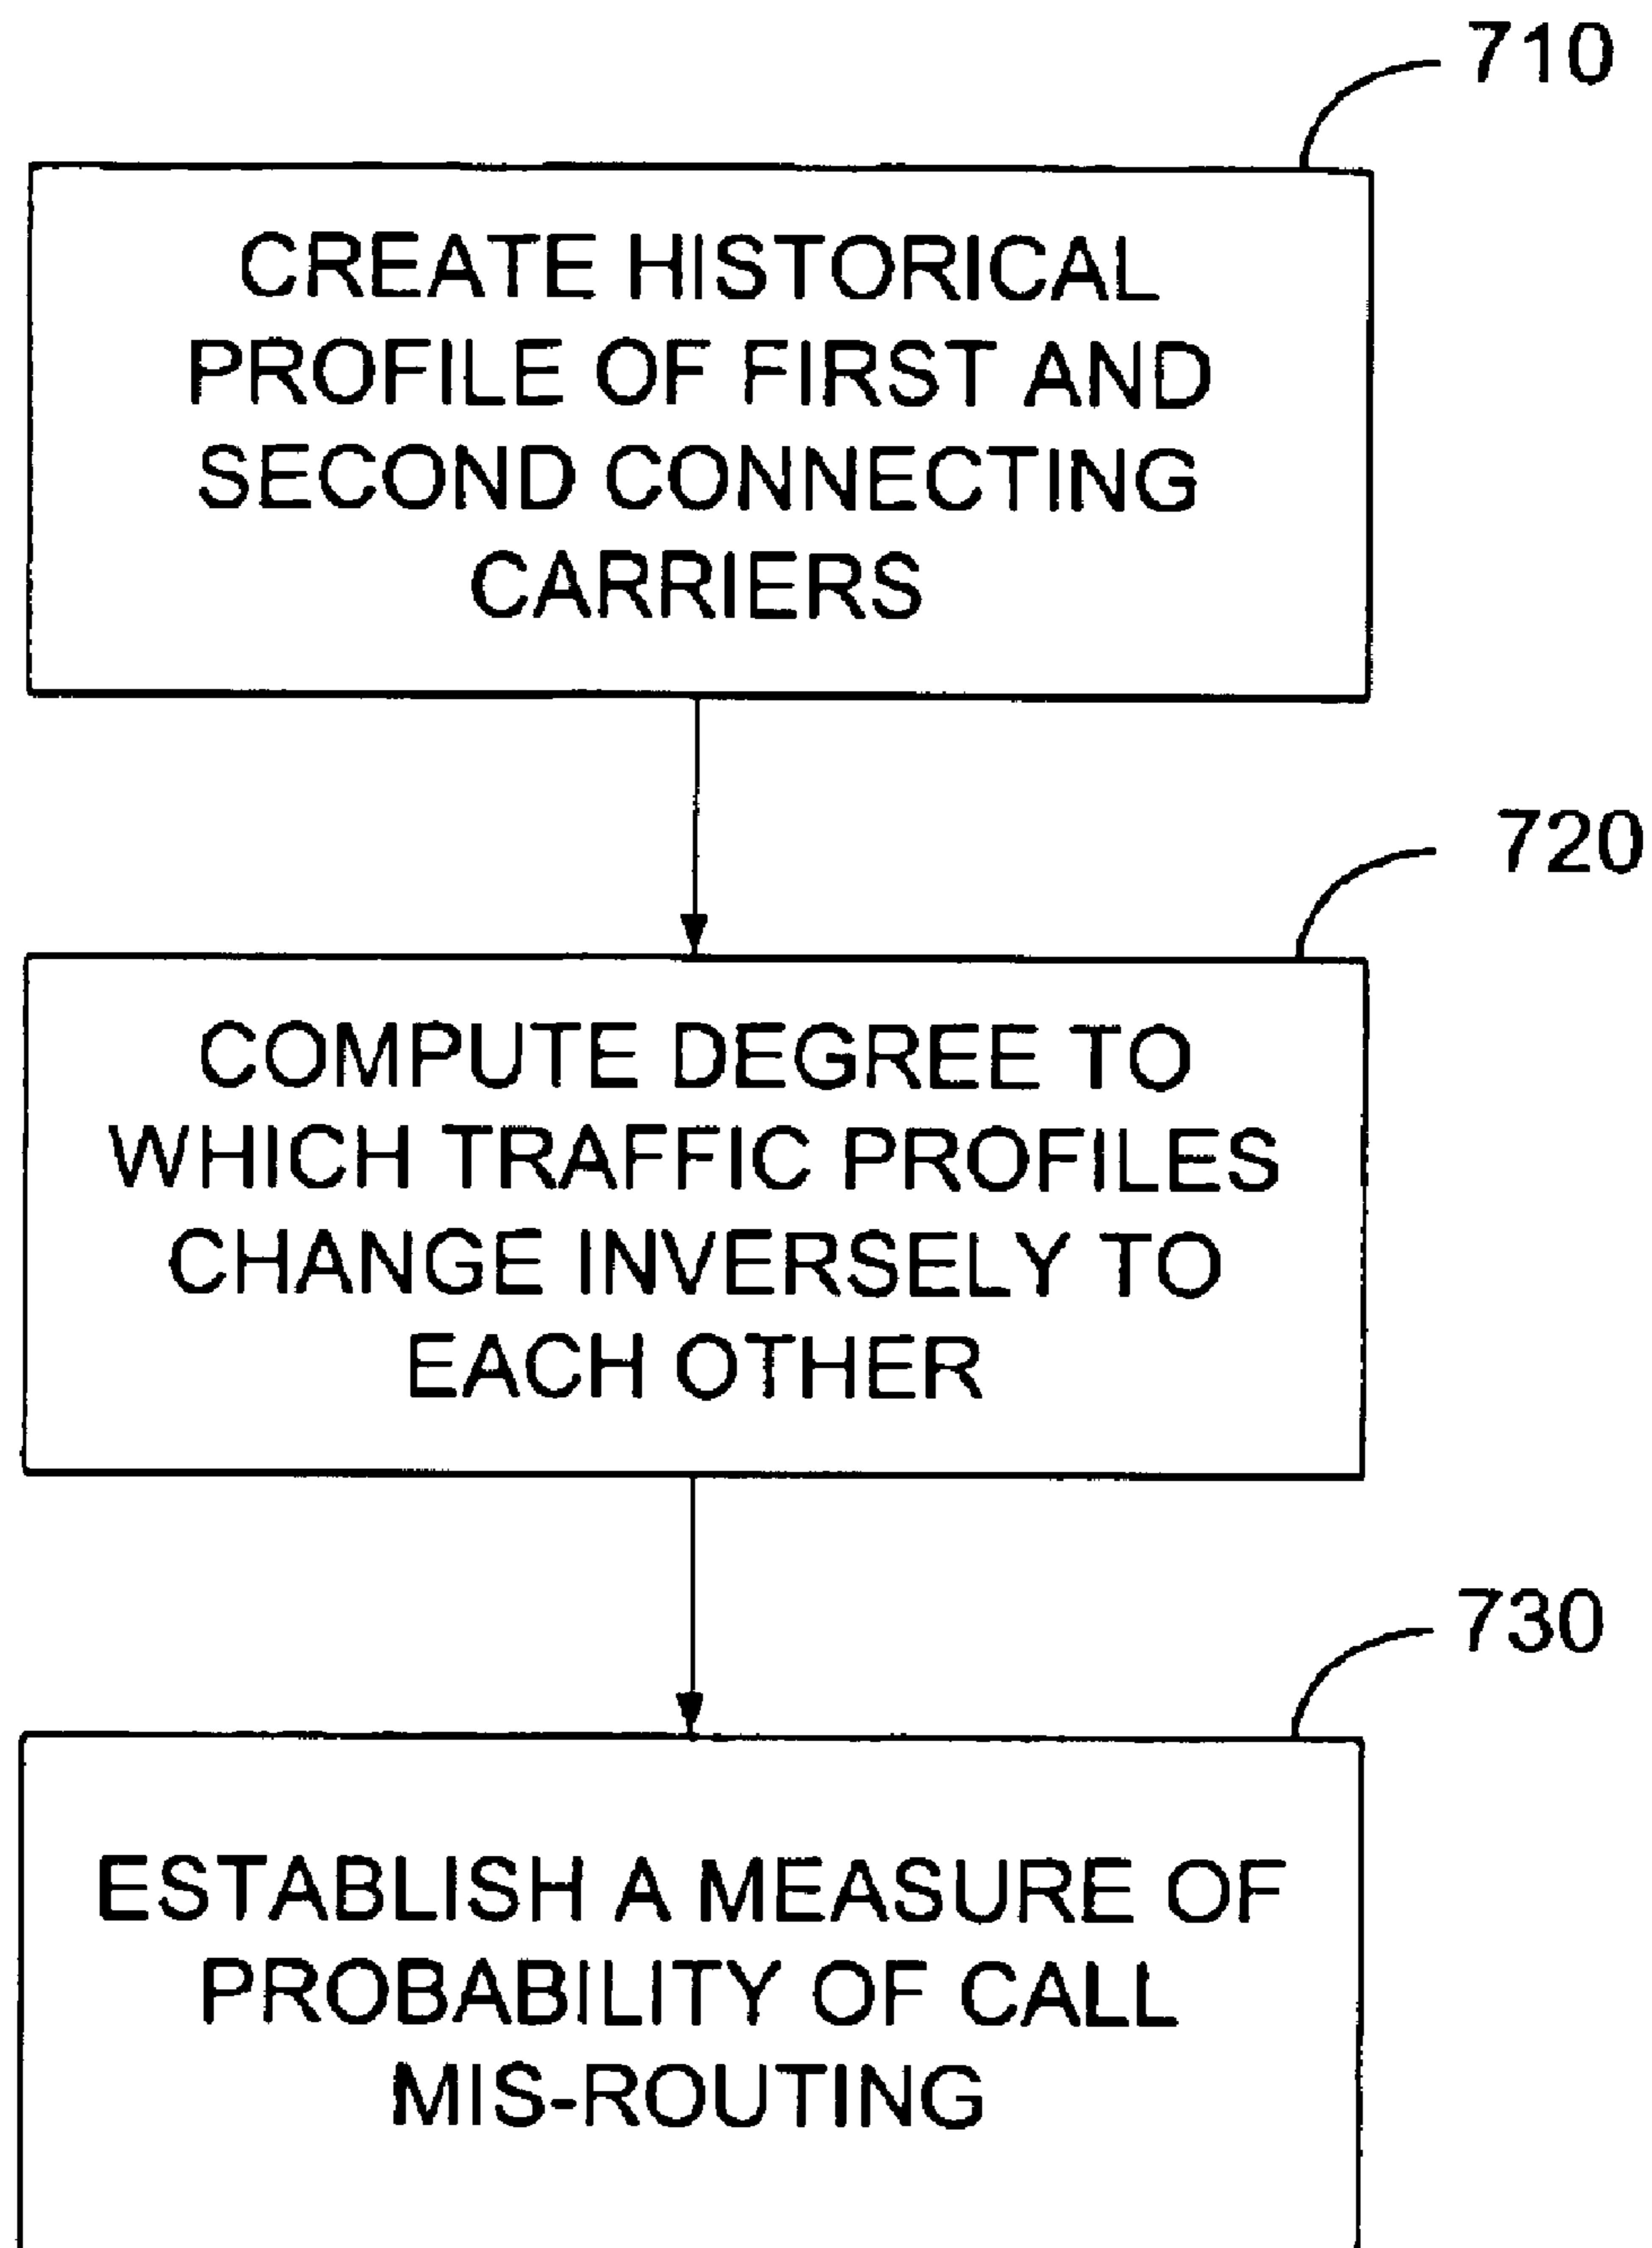 710
CREATE HISTORICAL
PROFILE OF FIRST AND
SECOND CONNECTING
CARRIERS
720
COMPUTE DEGREE TO
WHICH TRAFFIC PROFILES
CHANGE INVERSELY TO
EACH OTHER
730
ESTABLISH A MEASURE OF
PROBABILITY OF CALL
MIS-ROUTING